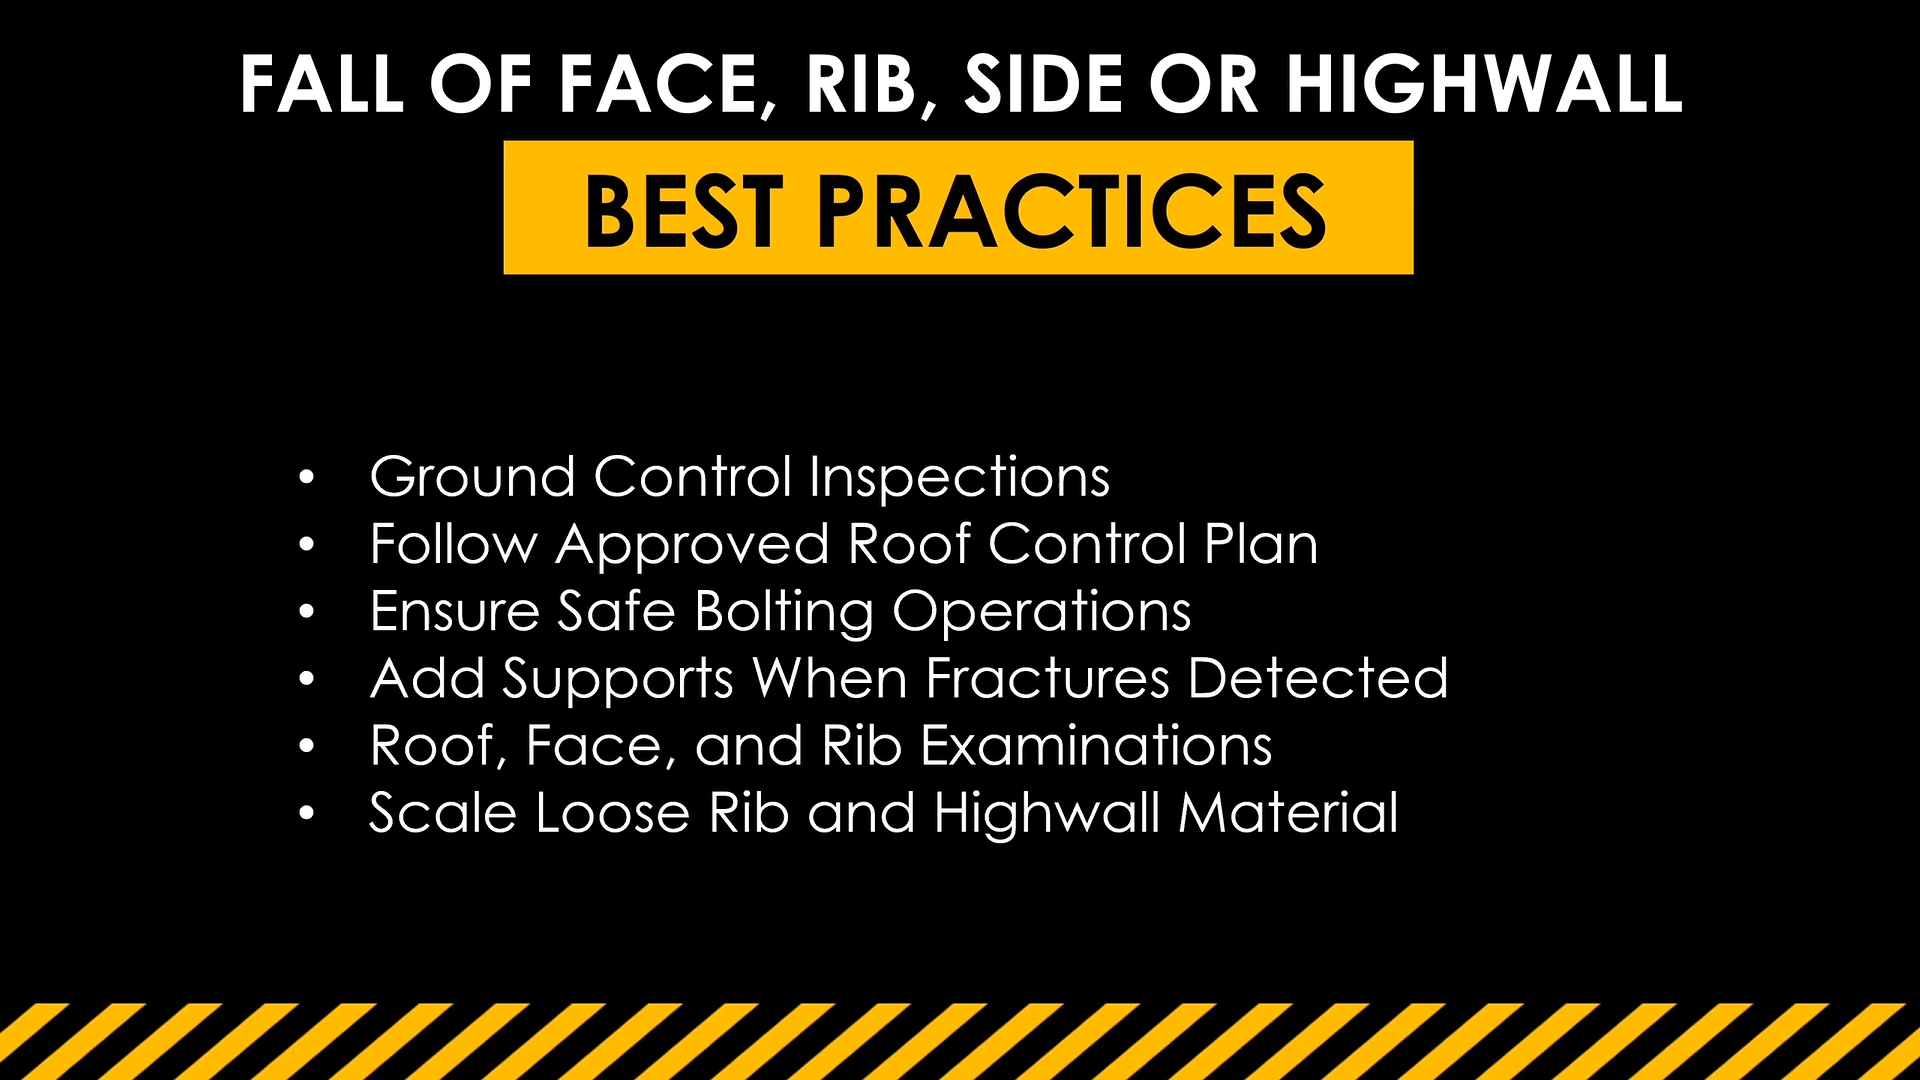 FALL OF FACE, RIB, SIDE OR HIGHWALL
BEST PRACTICES
• Ground Control Inspections
• Follow Approved Roof Control Plan
• Ensure Safe Bolting Operations
• Add Supports When Fractures Detected
• Roof, Face, and Rib Examinations
• Scale Loose Rib and Highwall Material